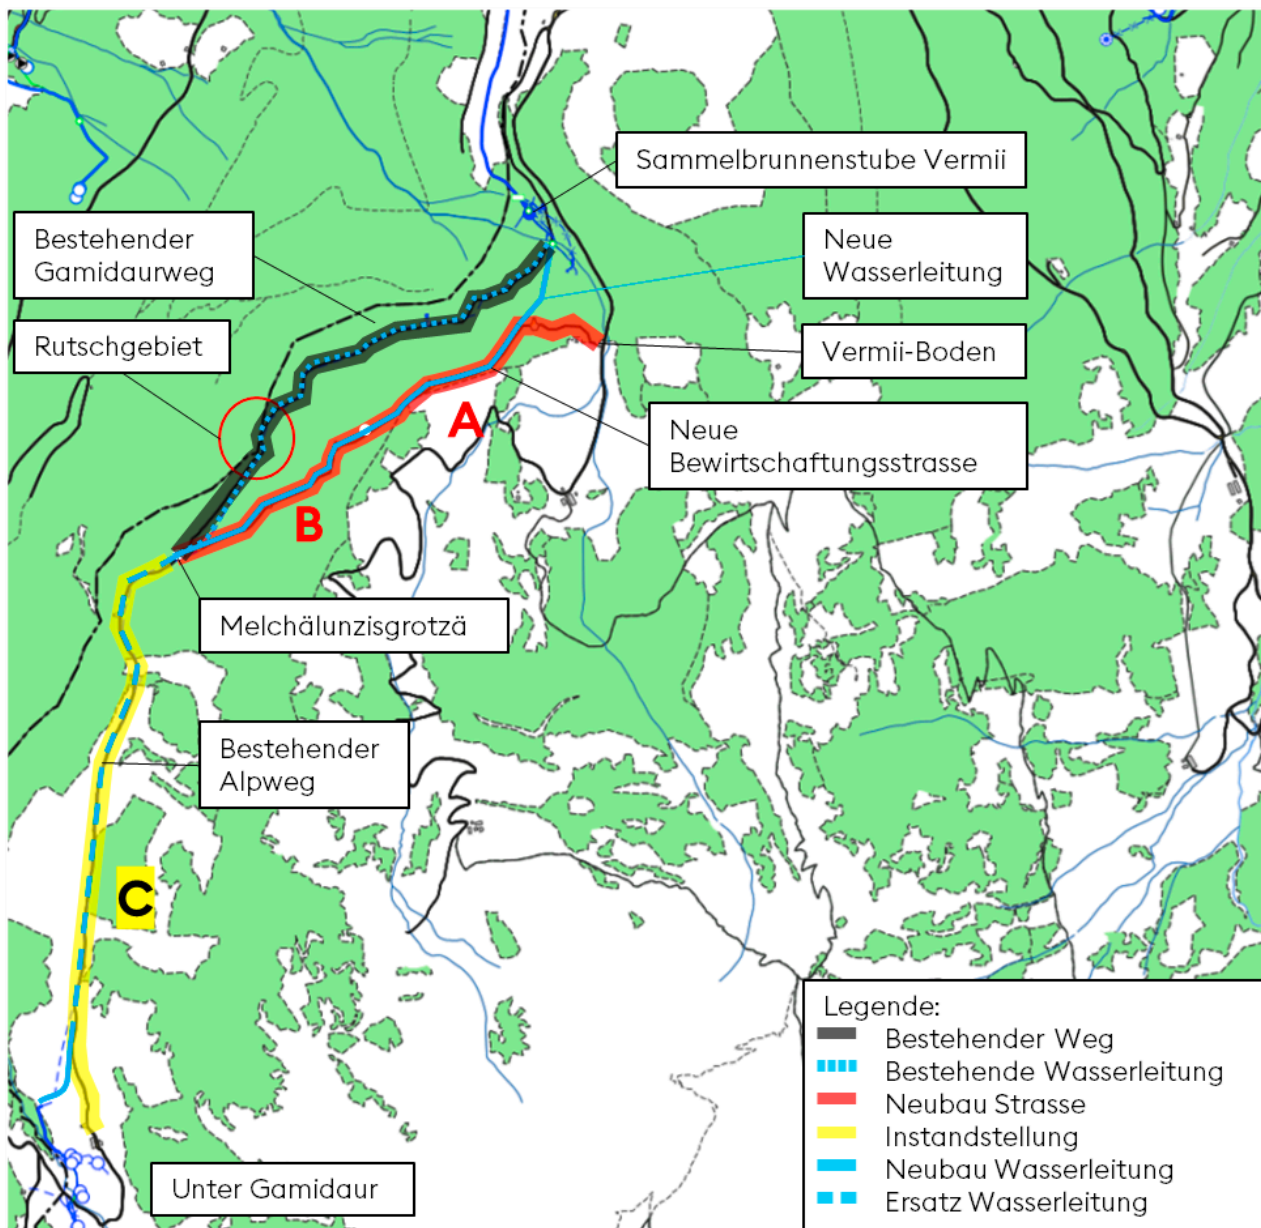 Sammelbrunnenstube Vermii
Bestehender
Gamidaurweg
Neue
Wasserleitung
Rutschgebiet
Vermii-Boden
A
Neue
Bewirtschaftungsstrasse
B
Melchälunzisgrotzä
Bestehender
Alpweg
C
Unter Gamidaur
Legende:
Bestehender Weg
Bestehende Wasserleitung
Neubau Strasse
Instandstellung
Neubau Wasserleitung
Ersatz Wasserleitung